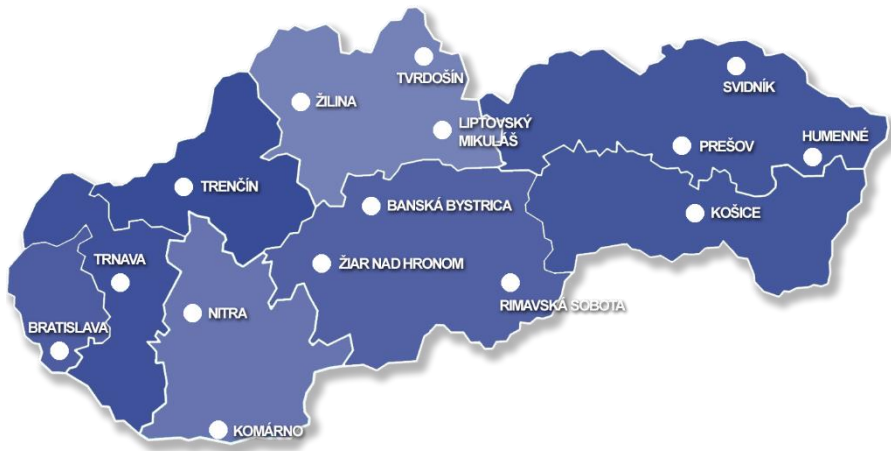 TVRDOŠÍN
SVIDNÍK
ŽILINA
LIPTOVSKÝ
MIKULÁŠ
PREŠOV
HUMENNÉ
TRENČÍN
BANSKÁ BYSTRICA
KOŠICE
TRNAVA
ŽIAR NAD HRONOM
RIMAVSKÁ SOBOTA
NITRA
BRATISLAVA
KOMÁRNO